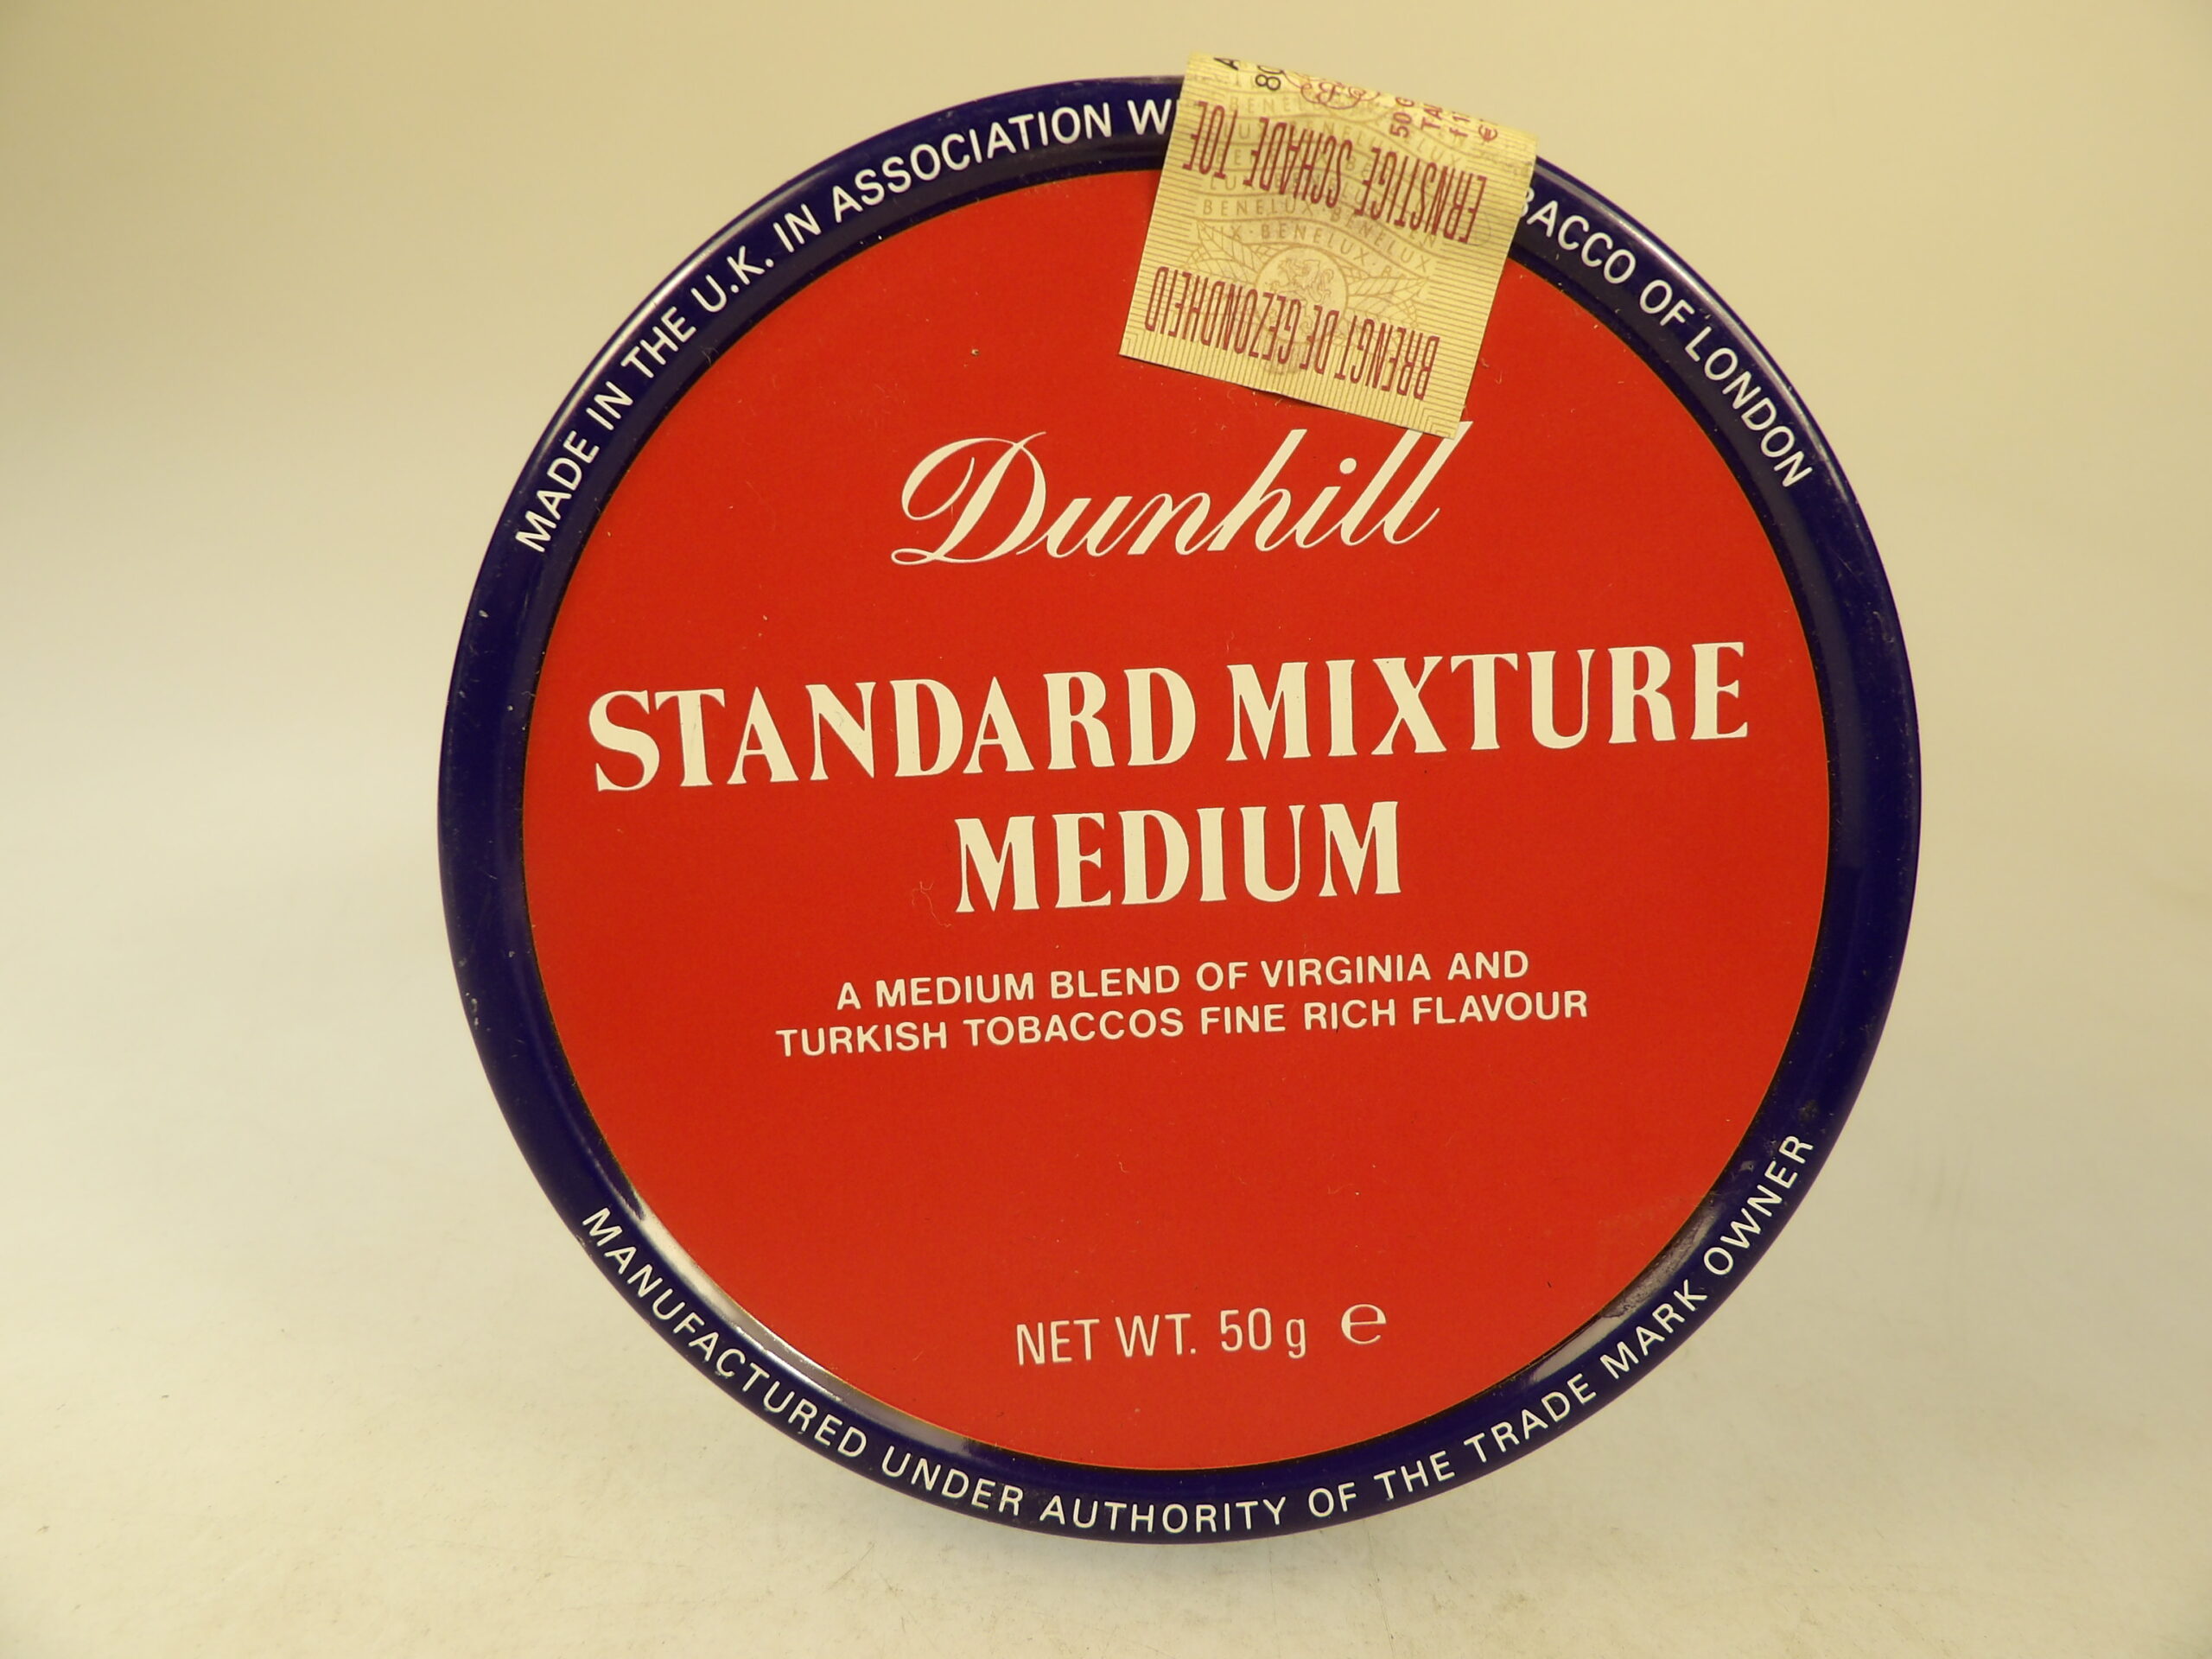 MADE IN THE U.K. IN ASSOCIATION W
BACCO OF LONDON
BRENGT DE GEZONDHEID
ERNSTIGE SCHADE TOE
BENELUX
Dunhill
STANDARD MIXTURE
MEDIUM
A MEDIUM BLEND OF VIRGINIA AND
TURKISH TOBACCOS FINE RICH FLAVOUR
NET WT. 50g ℮
MANUFACTURED UNDER AUTHORITY OF THE TRADE MARK OWNER